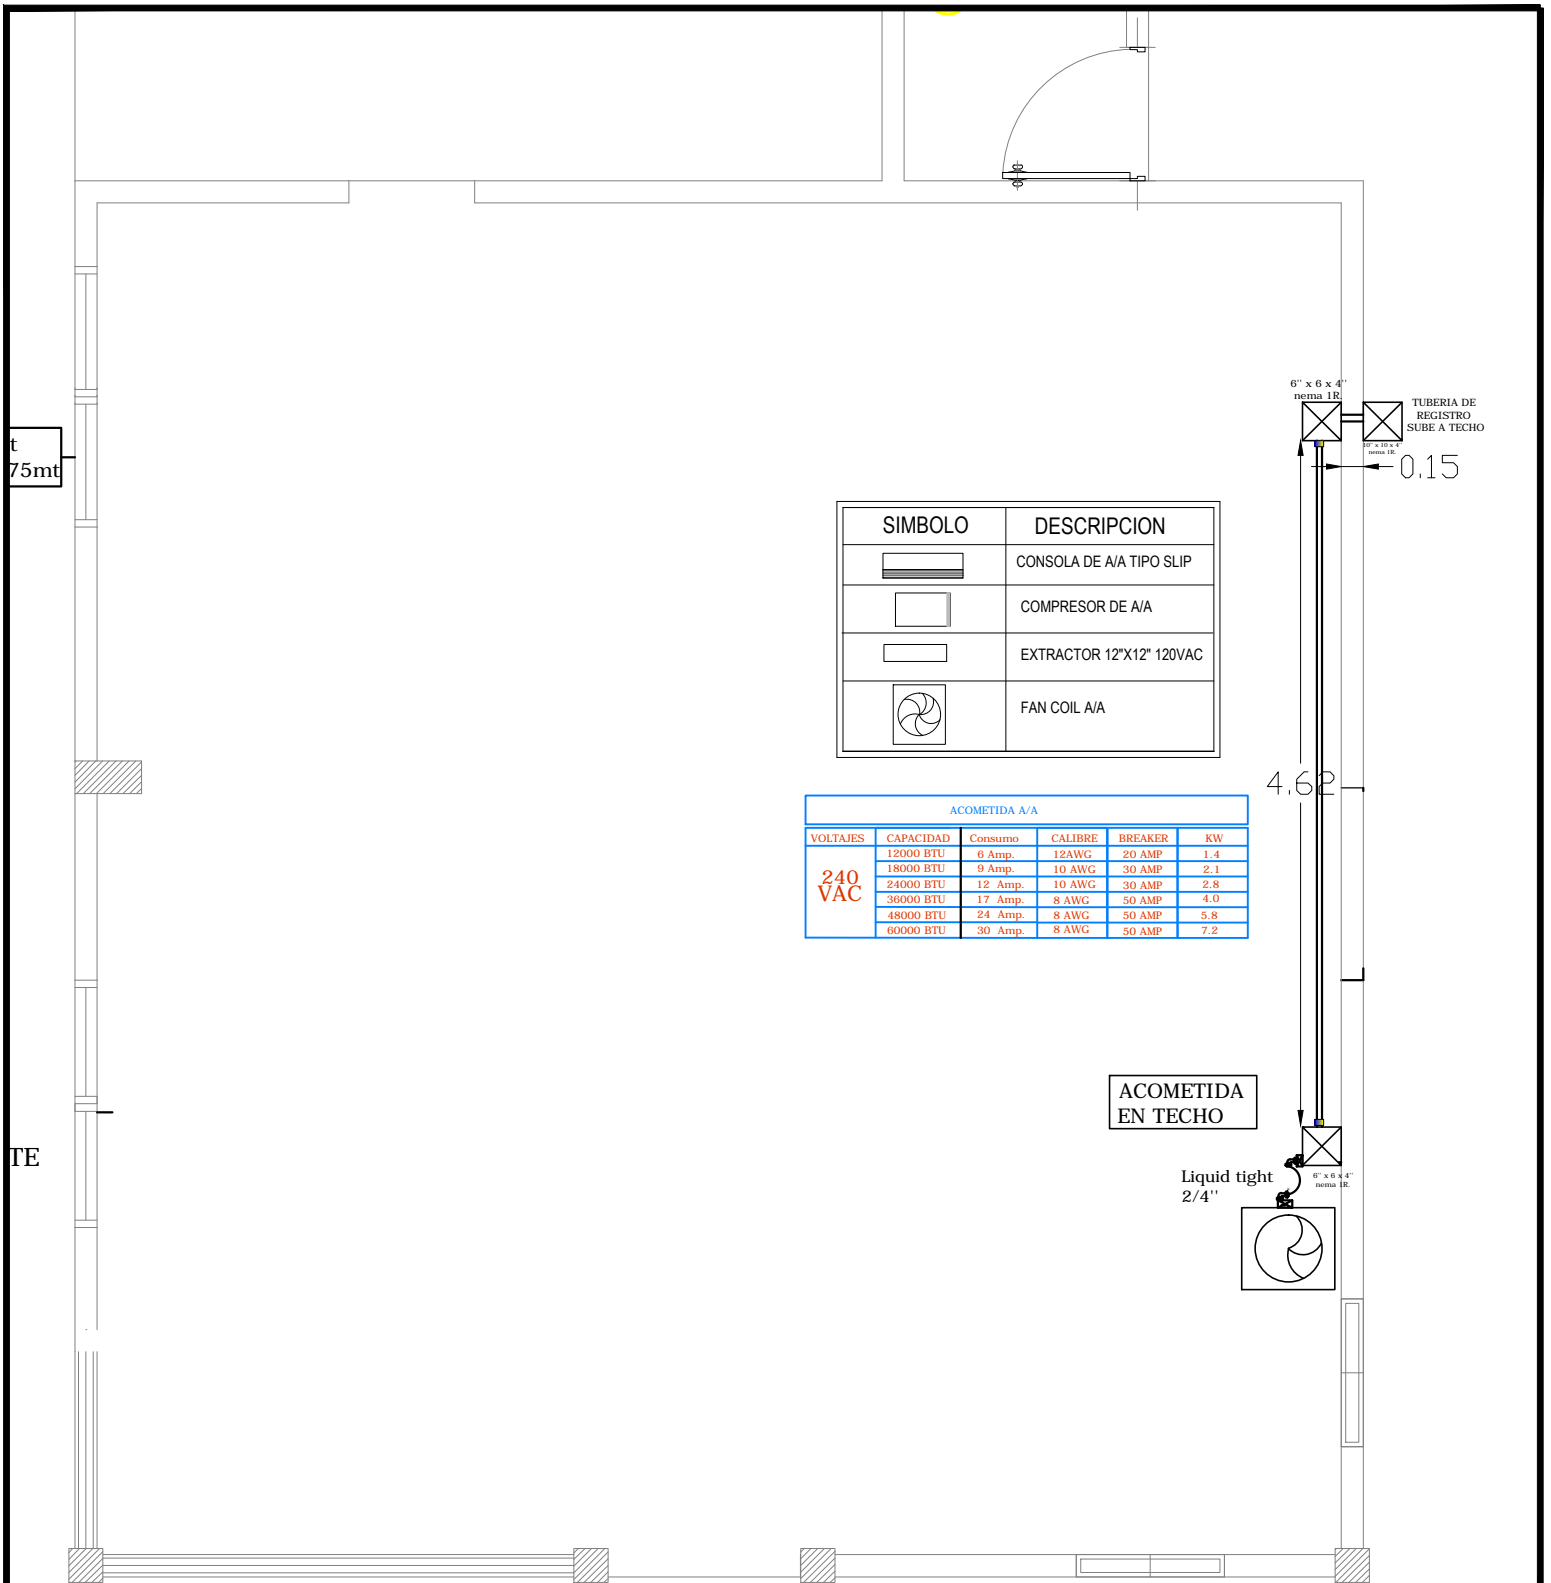 6'' x 6 x 4''
nema 1R.
TUBERIA DE
REGISTRO
SUBE A TECHO
10'' x 10 x 4''
nema 1R.
0.15
t
75mt
SIMBOLO DESCRIPCION
CONSOLA DE A/A TIPO SLIP
COMPRESOR DE A/A
EXTRACTOR 12"X12" 120VAC
FAN COIL A/A
4.62
ACOMETIDA A/A
VOLTAJES CAPACIDAD Consumo CALIBRE BREAKER KW
240
VAC
12000 BTU 6 Amp. 12AWG 20 AMP 1.4
18000 BTU 9 Amp. 10 AWG 30 AMP 2.1
24000 BTU 12 Amp. 10 AWG 30 AMP 2.8
36000 BTU 17 Amp. 8 AWG 50 AMP 4.0
48000 BTU 24 Amp. 8 AWG 50 AMP 5.8
60000 BTU 30 Amp. 8 AWG 50 AMP 7.2
ACOMETIDA
EN TECHO
TE
Liquid tight
2/4''
6'' x 6 x 4''
nema 1R.